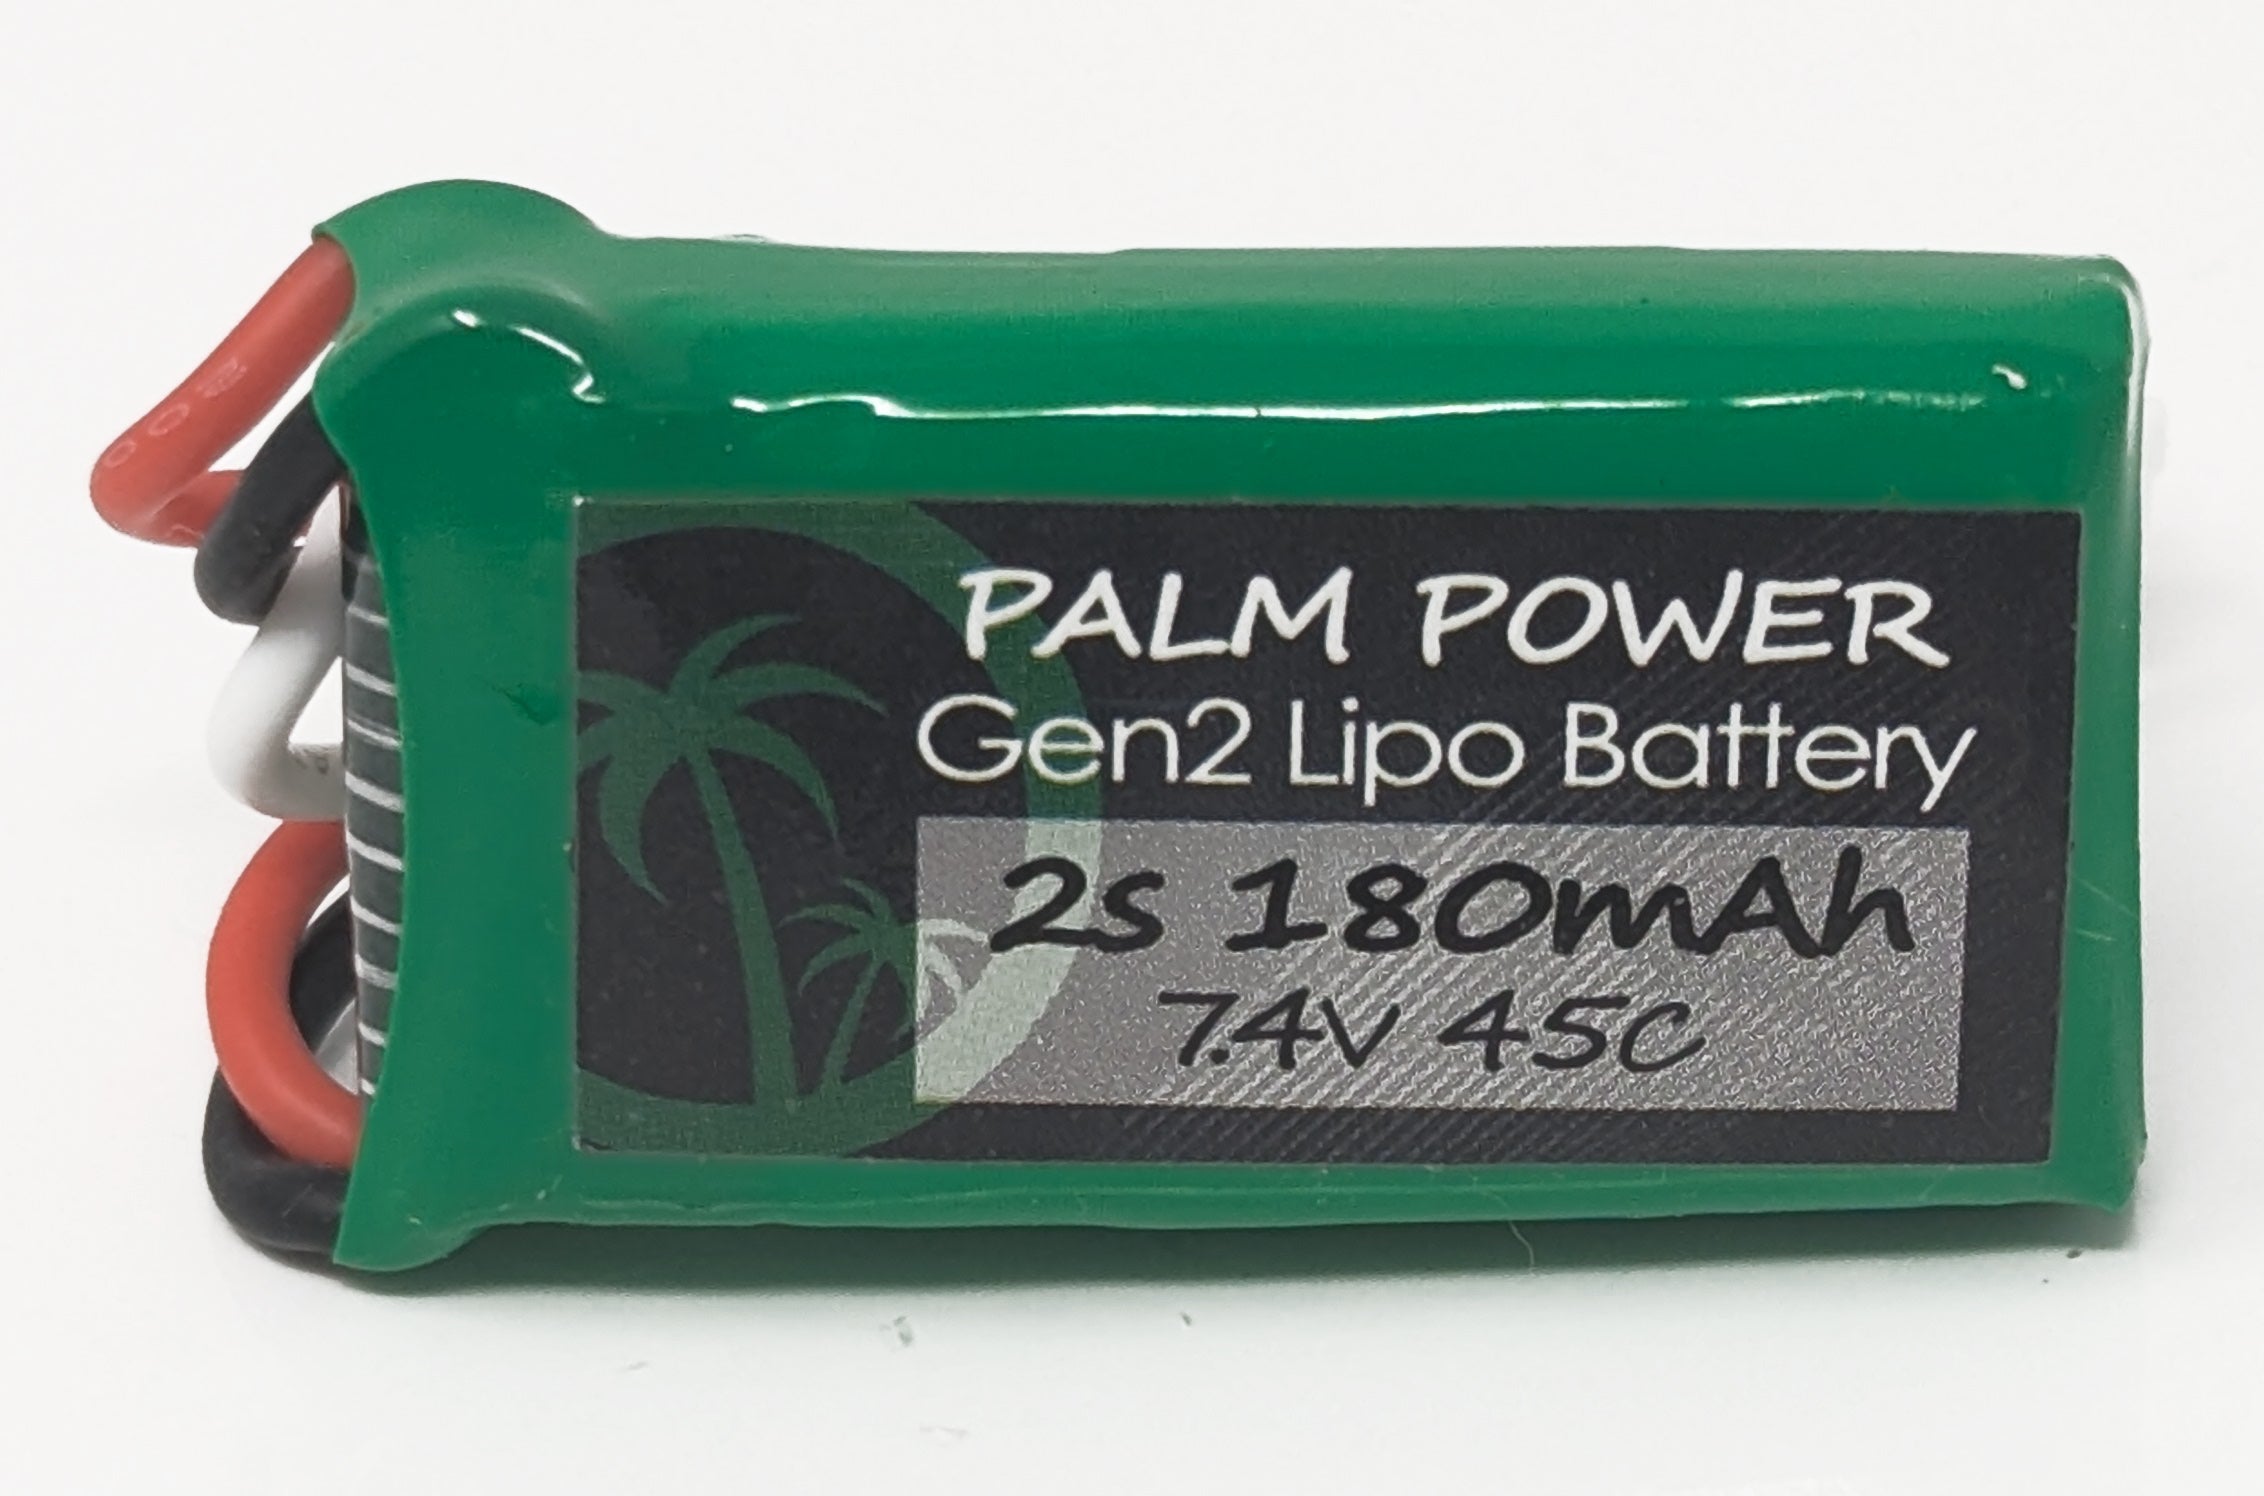 PALM POWER
Gen2 Lipo Battery
2s 180mAh
7.4V 45C